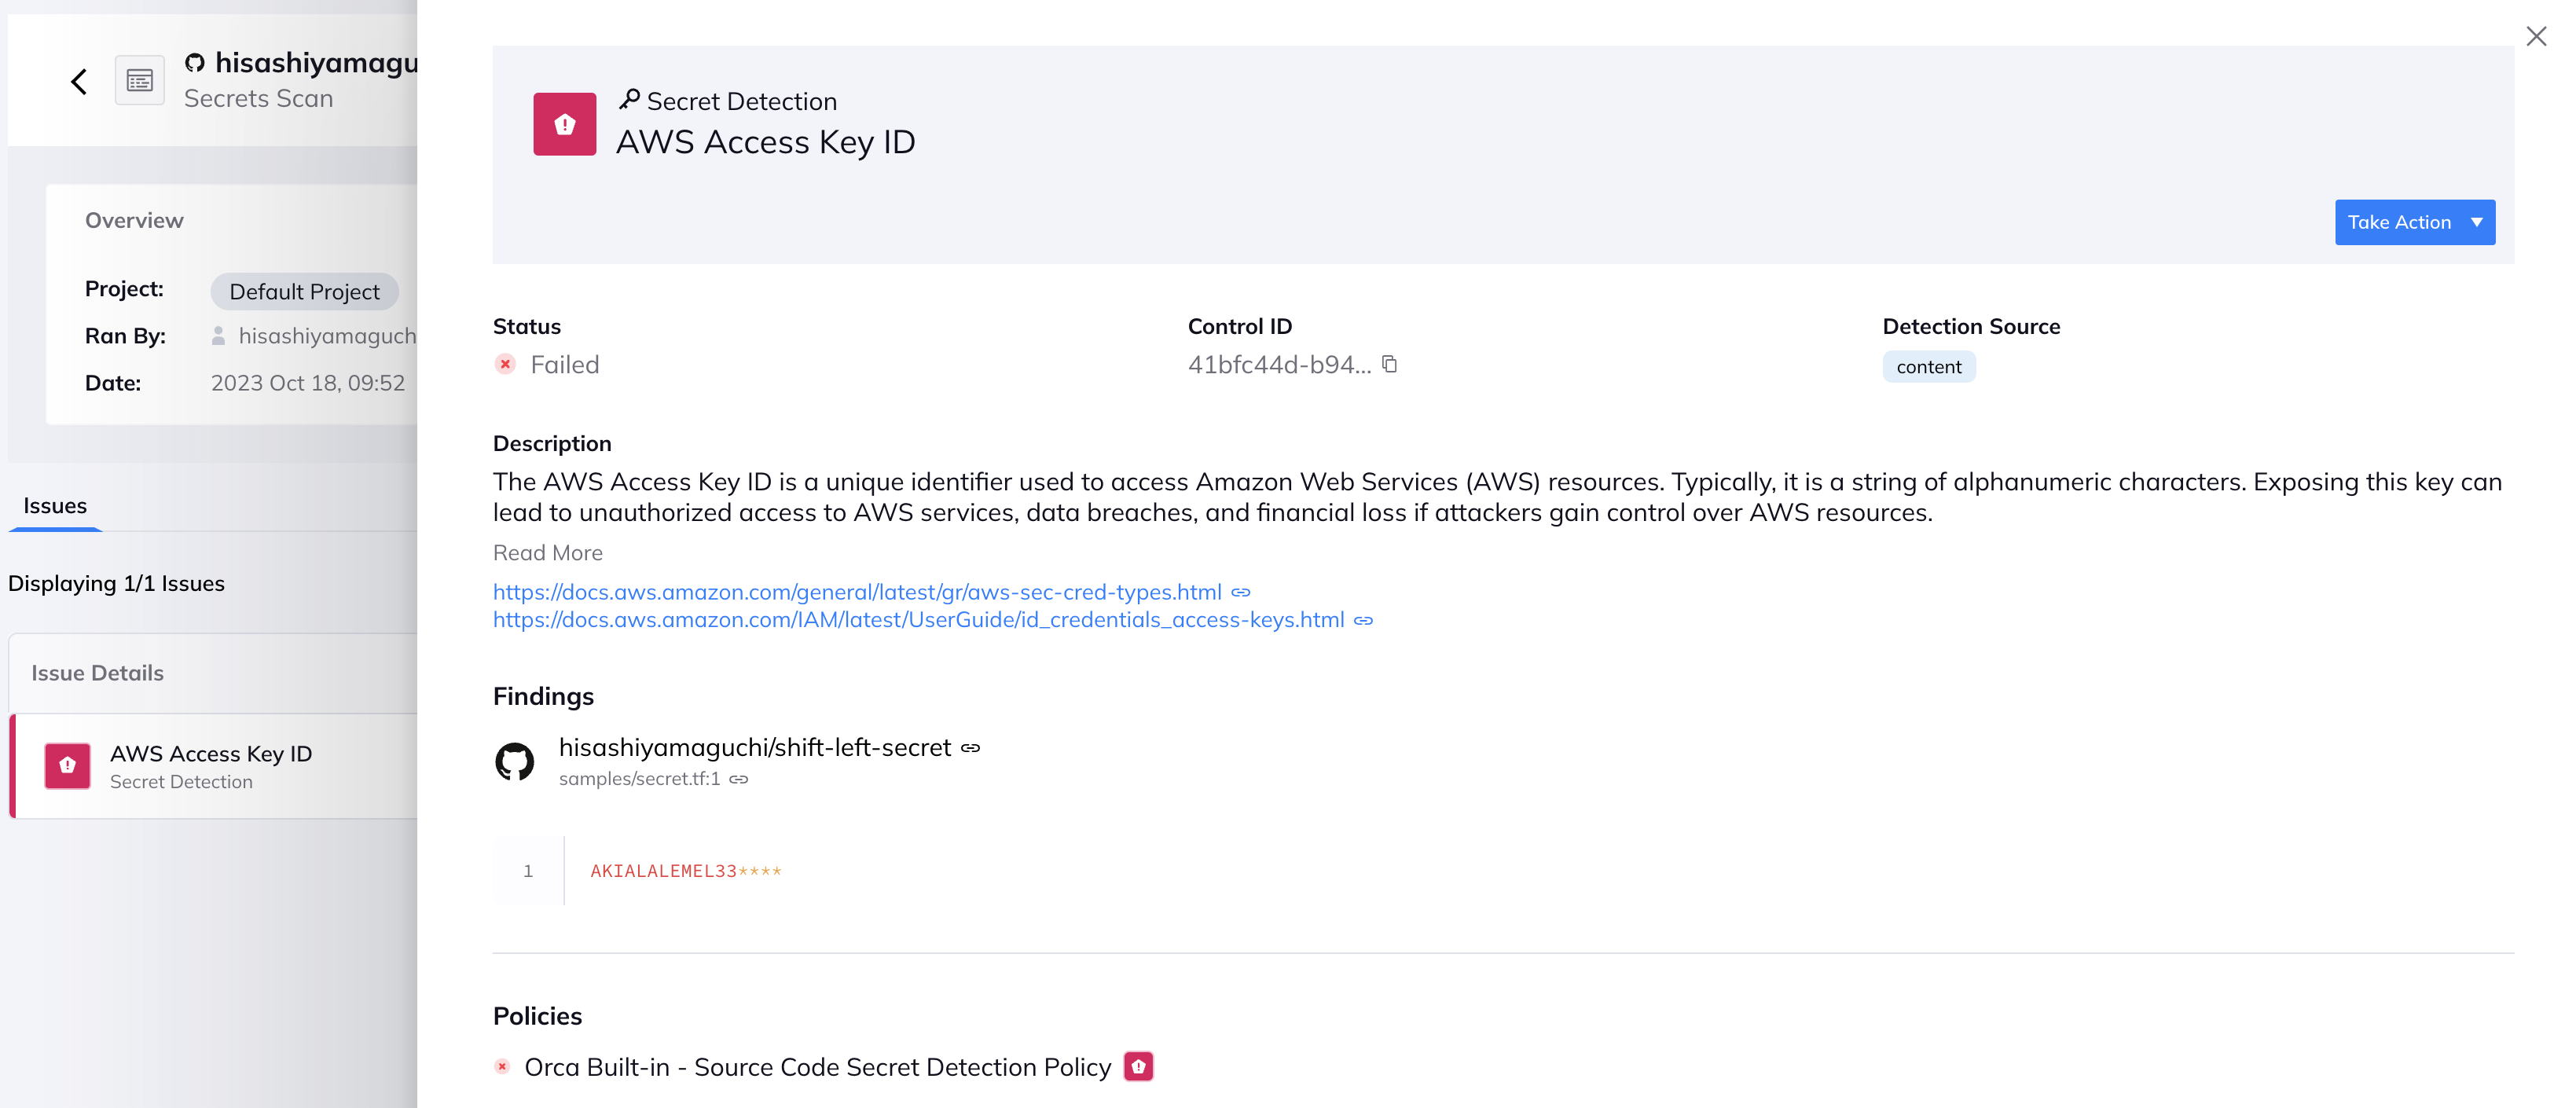 hisashiyamagu
Secrets Scan
Overview
Project: Default Project
Ran By: hisashiyamaguch
Date: 2023 Oct 18, 09:52
Issues
Displaying 1/1 Issues
Issue Details
AWS Access Key ID
Secret Detection
Secret Detection
AWS Access Key ID
Take Action
Status
Failed
Control ID
41bfc44d-b94...
Detection Source
content
Description
The AWS Access Key ID is a unique identifier used to access Amazon Web Services (AWS) resources. Typically, it is a string of alphanumeric characters. Exposing this key can
lead to unauthorized access to AWS services, data breaches, and financial loss if attackers gain control over AWS resources.
Read More
https://docs.aws.amazon.com/general/latest/gr/aws-sec-cred-types.html
https://docs.aws.amazon.com/IAM/latest/UserGuide/id_credentials_access-keys.html
Findings
hisashiyamaguchi/shift-left-secret
samples/secret.tf:1
1 AKIALALEMEL33****
Policies
Orca Built-in - Source Code Secret Detection Policy